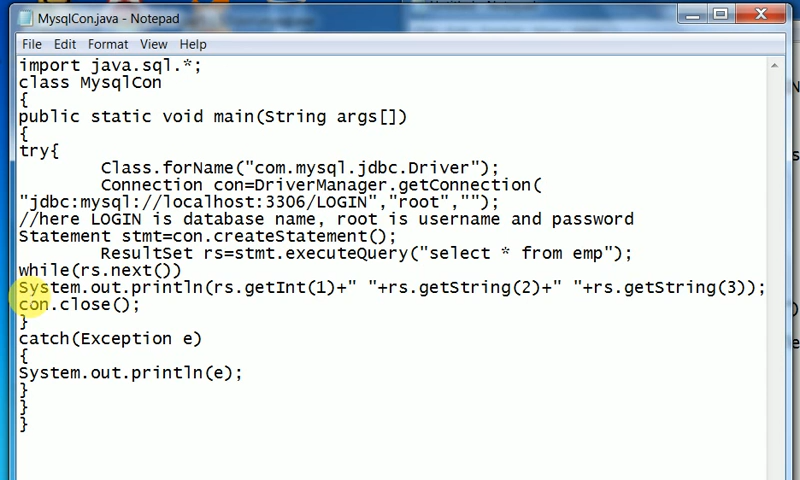 MysqlCon.java - Notepad
File Edit Format View Help
import java.sql.*;
class MysqlCon
{
public static void main(String args[])
{
try{
Class.forName("com.mysql.jdbc.Driver");
Connection con=DriverManager.getConnection(
"jdbc:mysql://localhost:3306/LOGIN","root","");
//here LOGIN is database name, root is username and password
Statement stmt=con.createStatement();
ResultSet rs=stmt.executeQuery("select * from emp");
while(rs.next())
System.out.println(rs.getInt(1)+" "+rs.getString(2)+" "+rs.getString(3));
con.close();
}
catch(Exception e)
{
System.out.println(e);
}
}
}